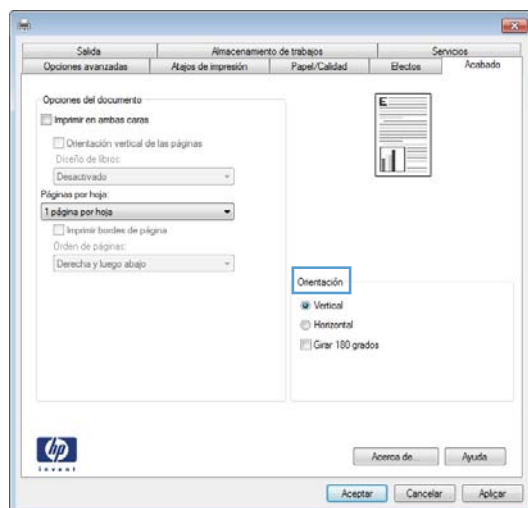 Salida Almacenamiento de trabajos Servicios
Opciones avanzadas Atajos de impresión Papel/Calidad Efectos Acabado
Opciones del documento
Imprimir en ambas caras
Orientación vertical de las páginas
Diseño de libros:
Desactivado
Páginas por hoja:
1 página por hoja
Imprimir bordes de página
Orden de páginas:
Derecha y luego abajo
E
Orientación
Vertical
Horizontal
Girar 180 grados
hp
invent
Acerca de... Ayuda
Aceptar Cancelar Aplicar